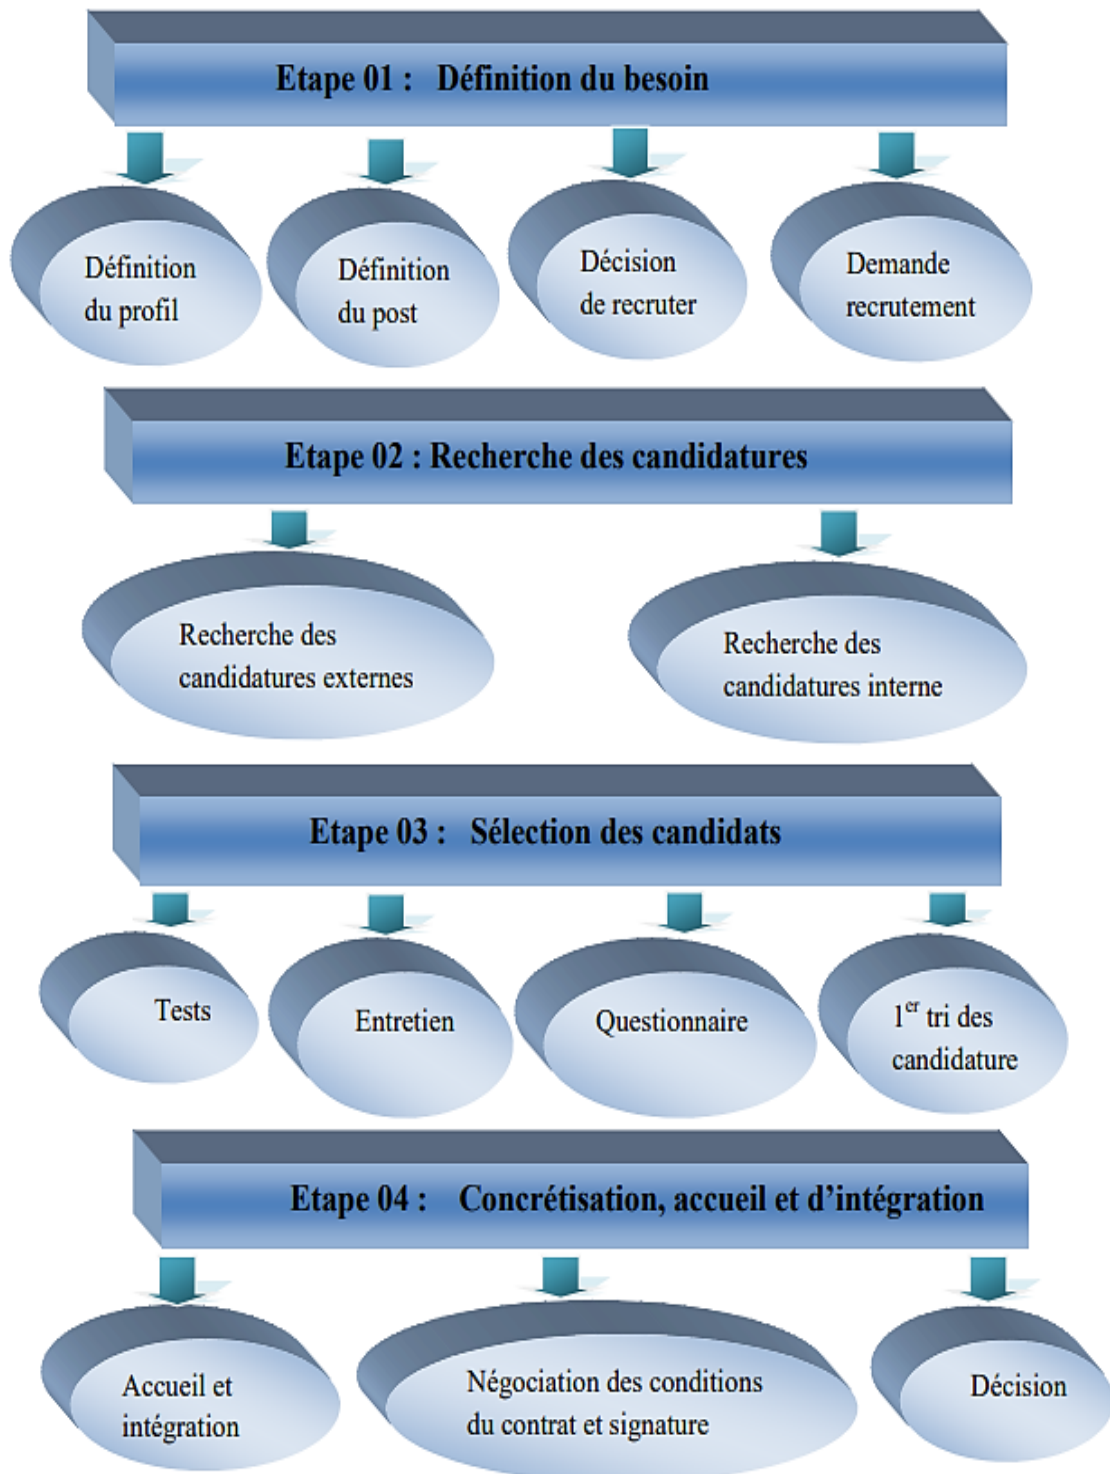 Etape 01 : Définition du besoin
Définition
du profil
Définition
du post
Décision
de recruter
Demande
recrutement
Etape 02 : Recherche des candidatures
Recherche des
candidatures externes
Recherche des
candidatures interne
Etape 03 : Sélection des candidats
Tests
Entretien
Questionnaire
1er tri des
candidature
Etape 04 : Concrétisation, accueil et d’intégration
Accueil et
intégration
Négociation des conditions
du contrat et signature
Décision